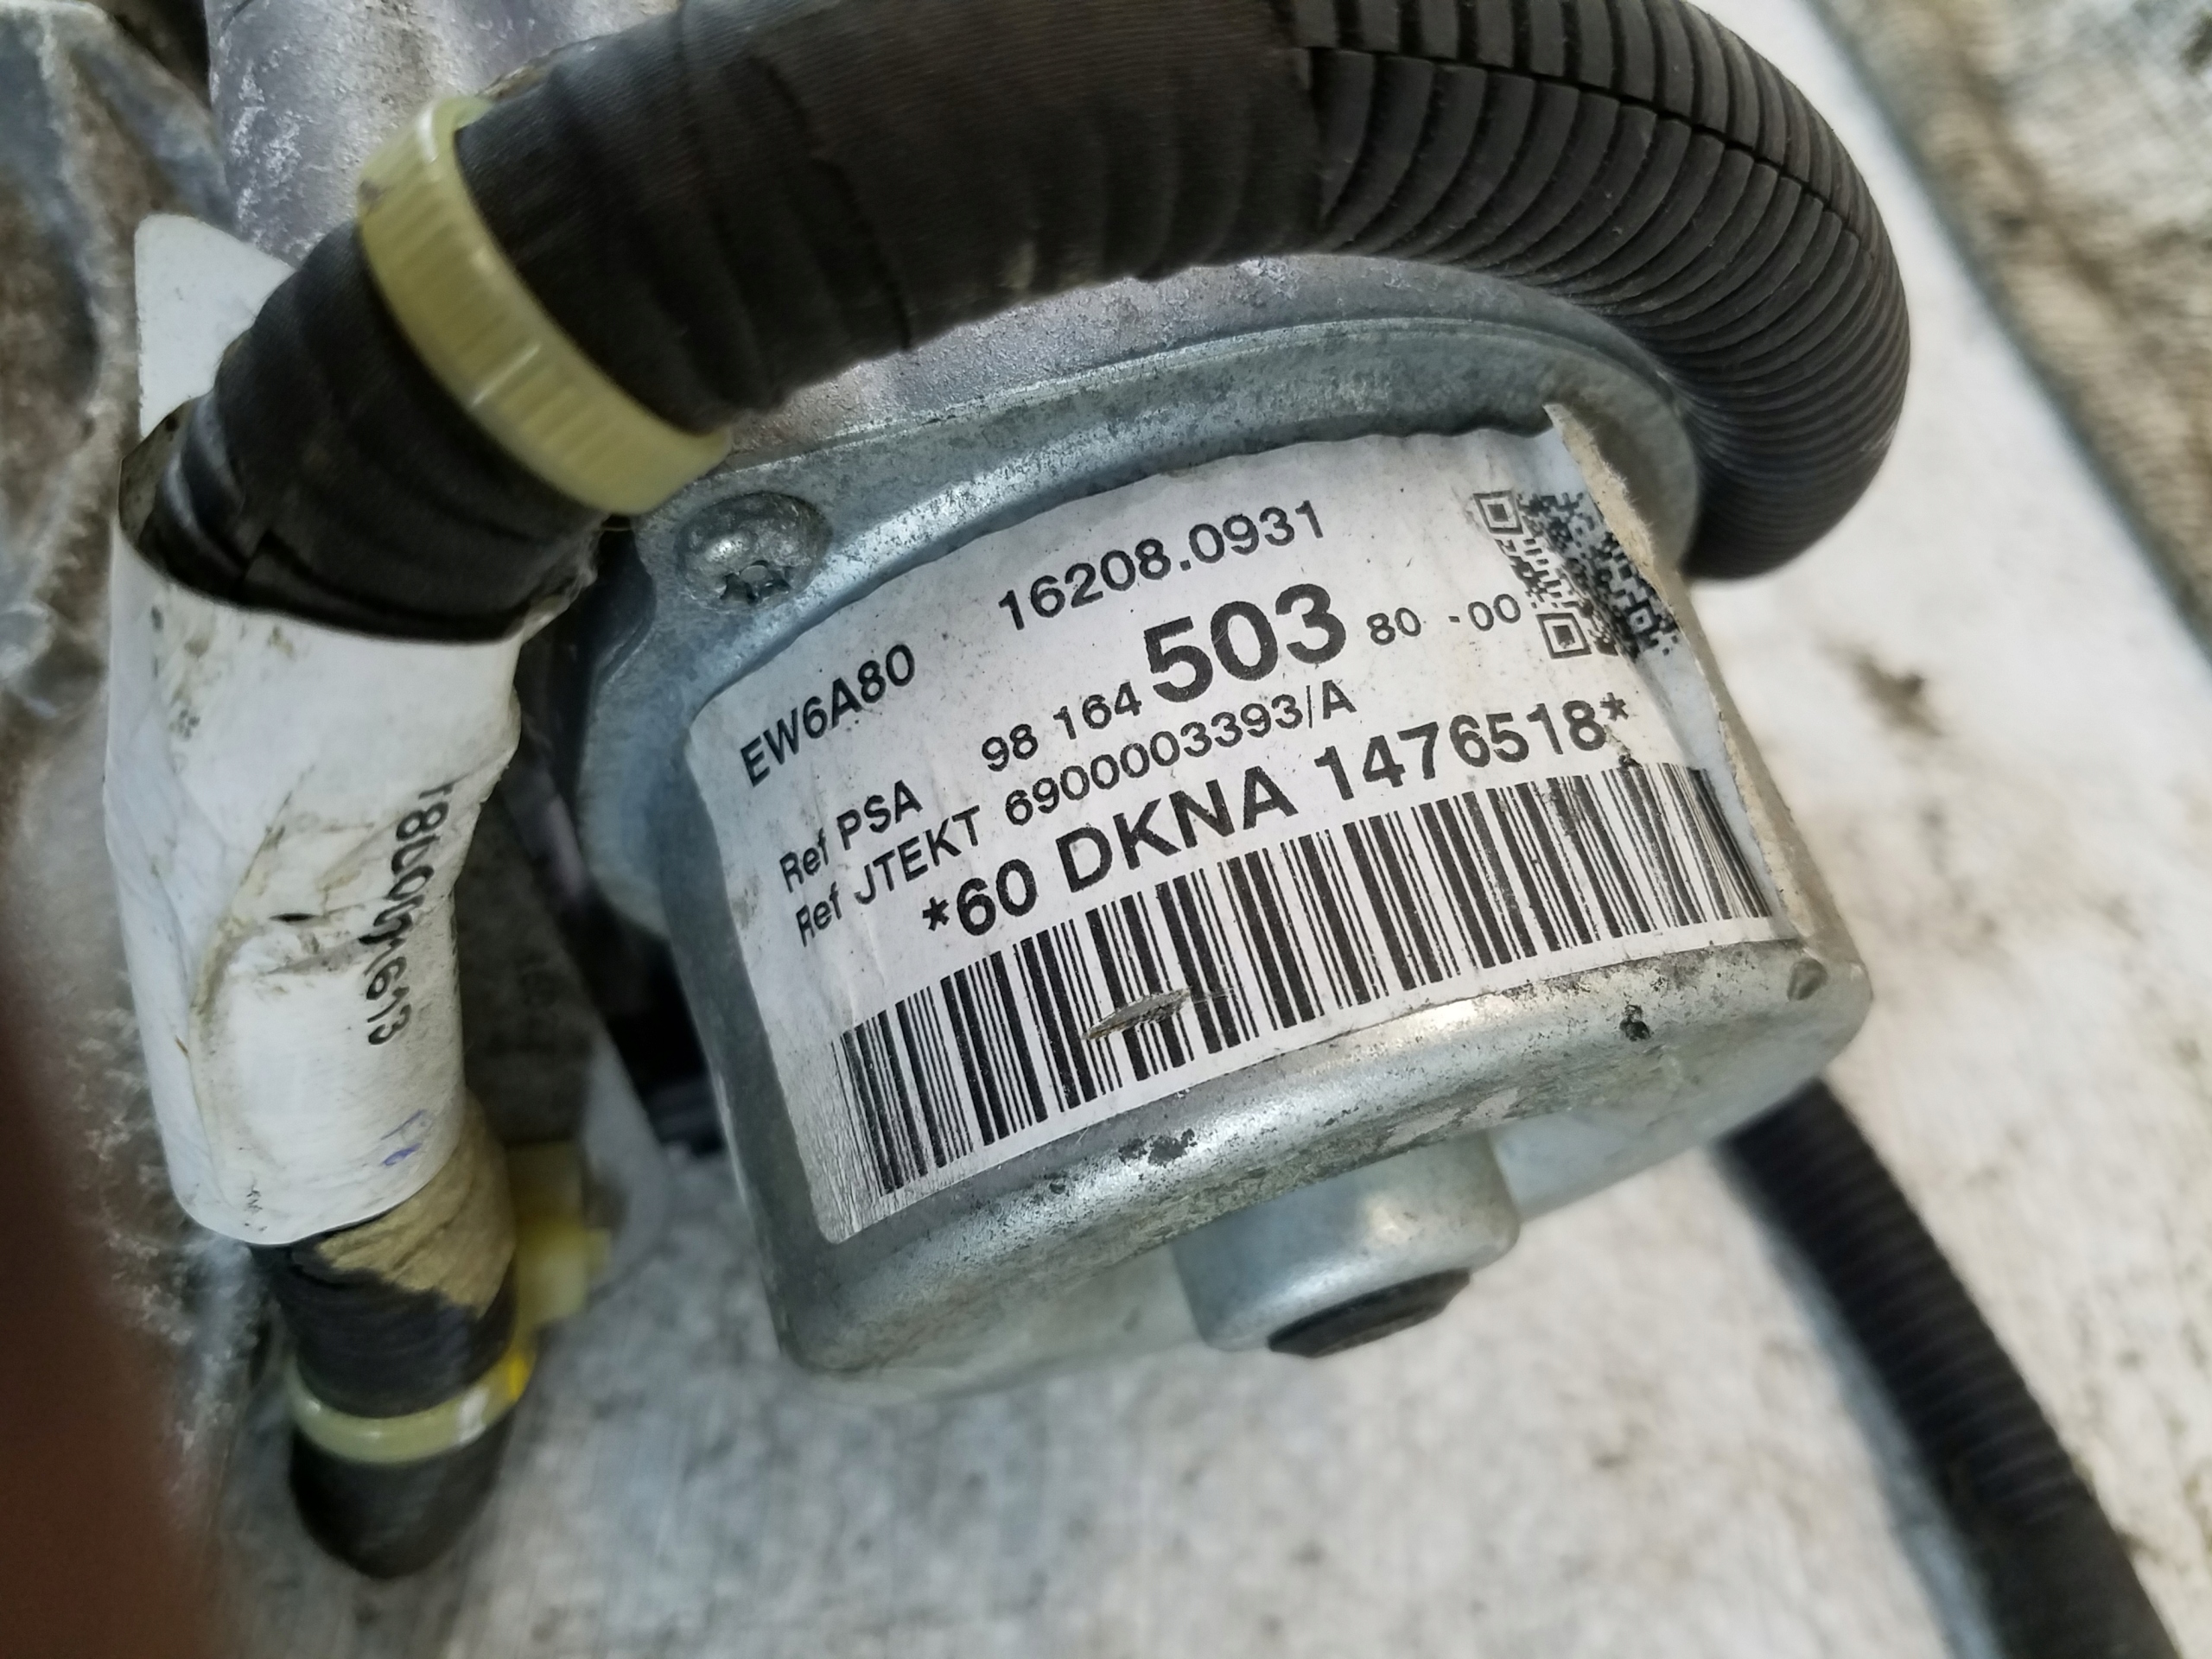 EW6A80 16208.0931
Ref PSA 98 164 503 80 -00
Ref JTEKT 6900003393/A
*60 DKNA 1476518*